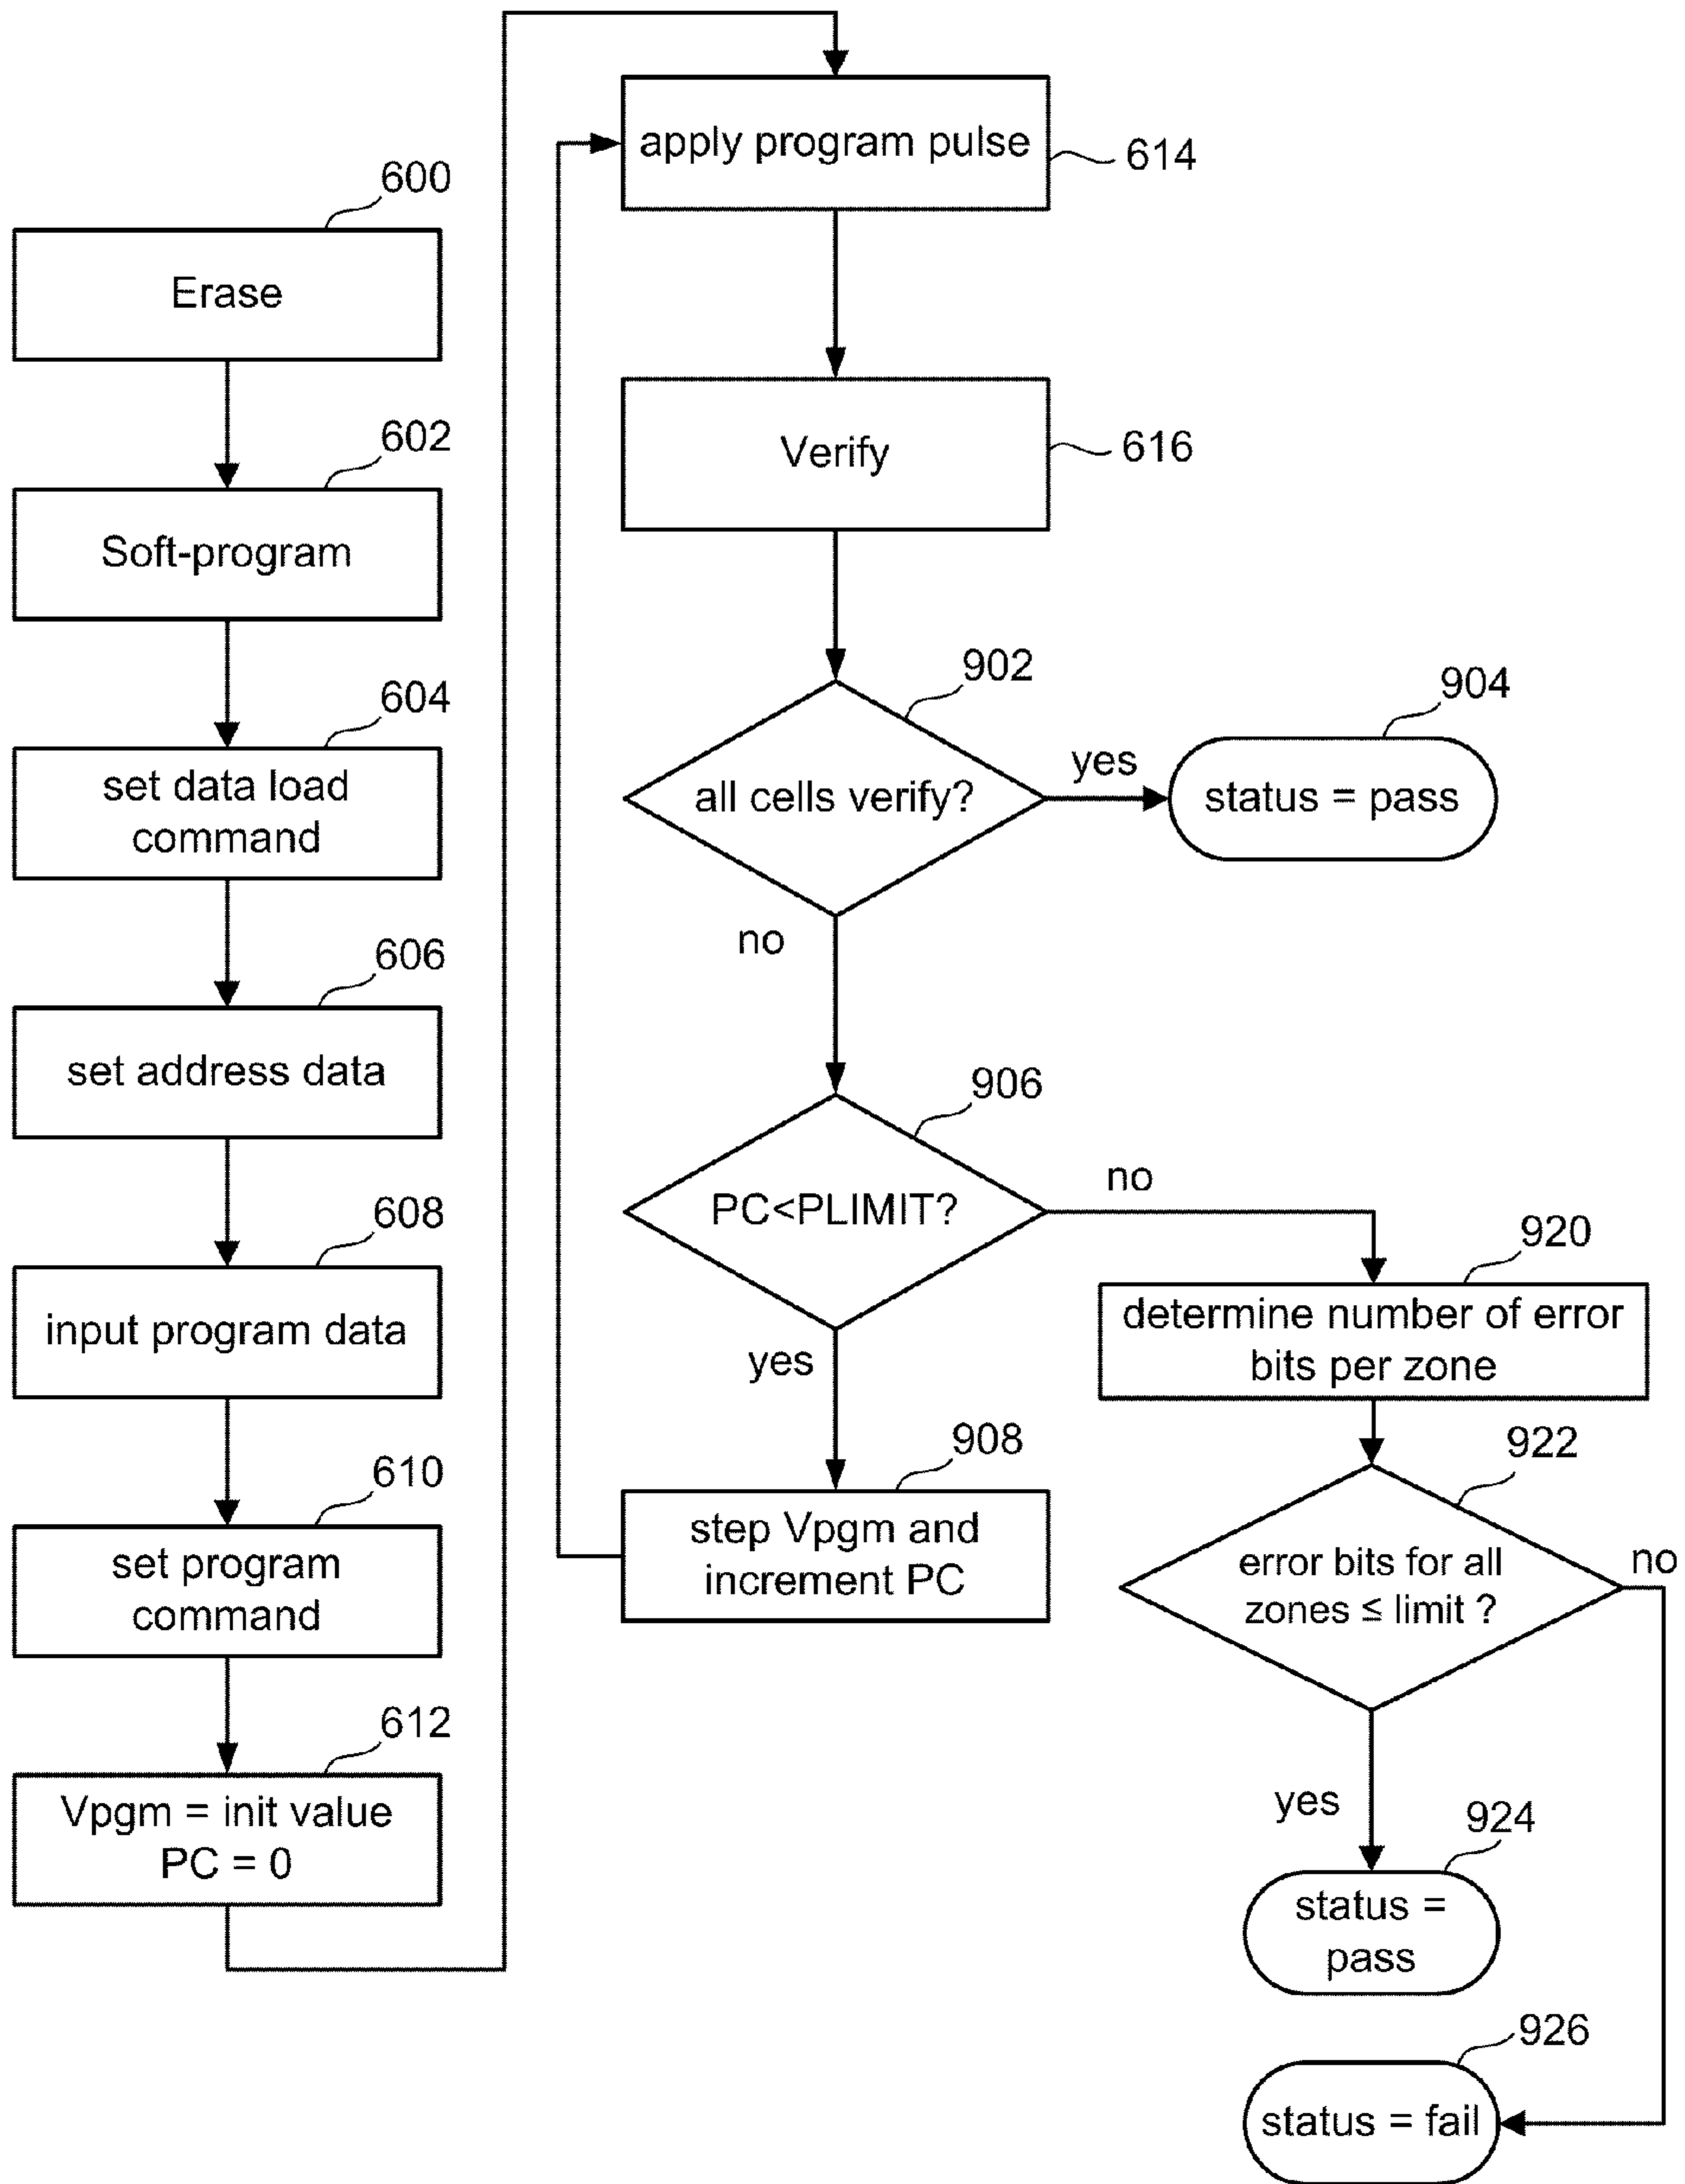 600
Erase
602
Soft-program
604
set data load
command
606
set address data
608
input program data
610
set program
command
612
Vpgm = init value
PC = 0
apply program pulse
614
Verify
616
902
all cells verify?
yes
904
status = pass
no
906
PC<PLIMIT?
no
yes
908
step Vpgm and
increment PC
920
determine number of error
bits per zone
922
error bits for all
zones ≤ limit ?
no
yes
924
status =
pass
926
status = fail